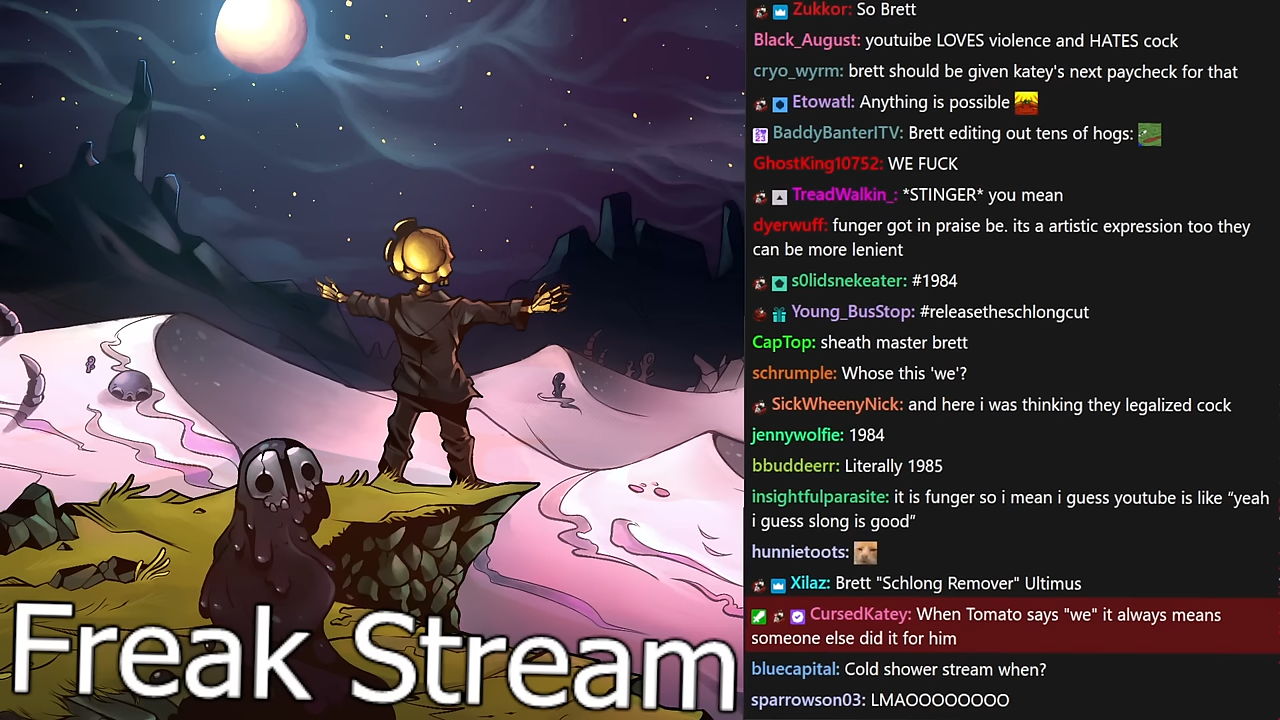 Zukkor: So Brett
Black_August: youtuibe LOVES violence and HATES cock
cryo_wyrm: brett should be given katey's next paycheck for that
Etowatl: Anything is possible
BaddyBanterITV: Brett editing out tens of hogs:
GhostKing10752: WE FUCK
TreadWalkin_: *STINGER* you mean
dyerwuff: funger got in praise be. its a artistic expression too they
can be more lenient
s0lidsnekeater: #1984
Young_BusStop: #releasetheschlongcut
CapTop: sheath master brett
schrumple: Whose this 'we'?
SickWheenyNick: and here i was thinking they legalized cock
jennywolfie: 1984
bbuddeerr: Literally 1985
insightfulparasite: it is funger so i mean i guess youtube is like “yeah
i guess slong is good”
hunnietoots:
Xilaz: Brett "Schlong Remover" Ultimus
CursedKatey: When Tomato says "we" it always means
someone else did it for him
bluecapital: Cold shower stream when?
sparrowson03: LMAOOOOOOOO
Freak Stream